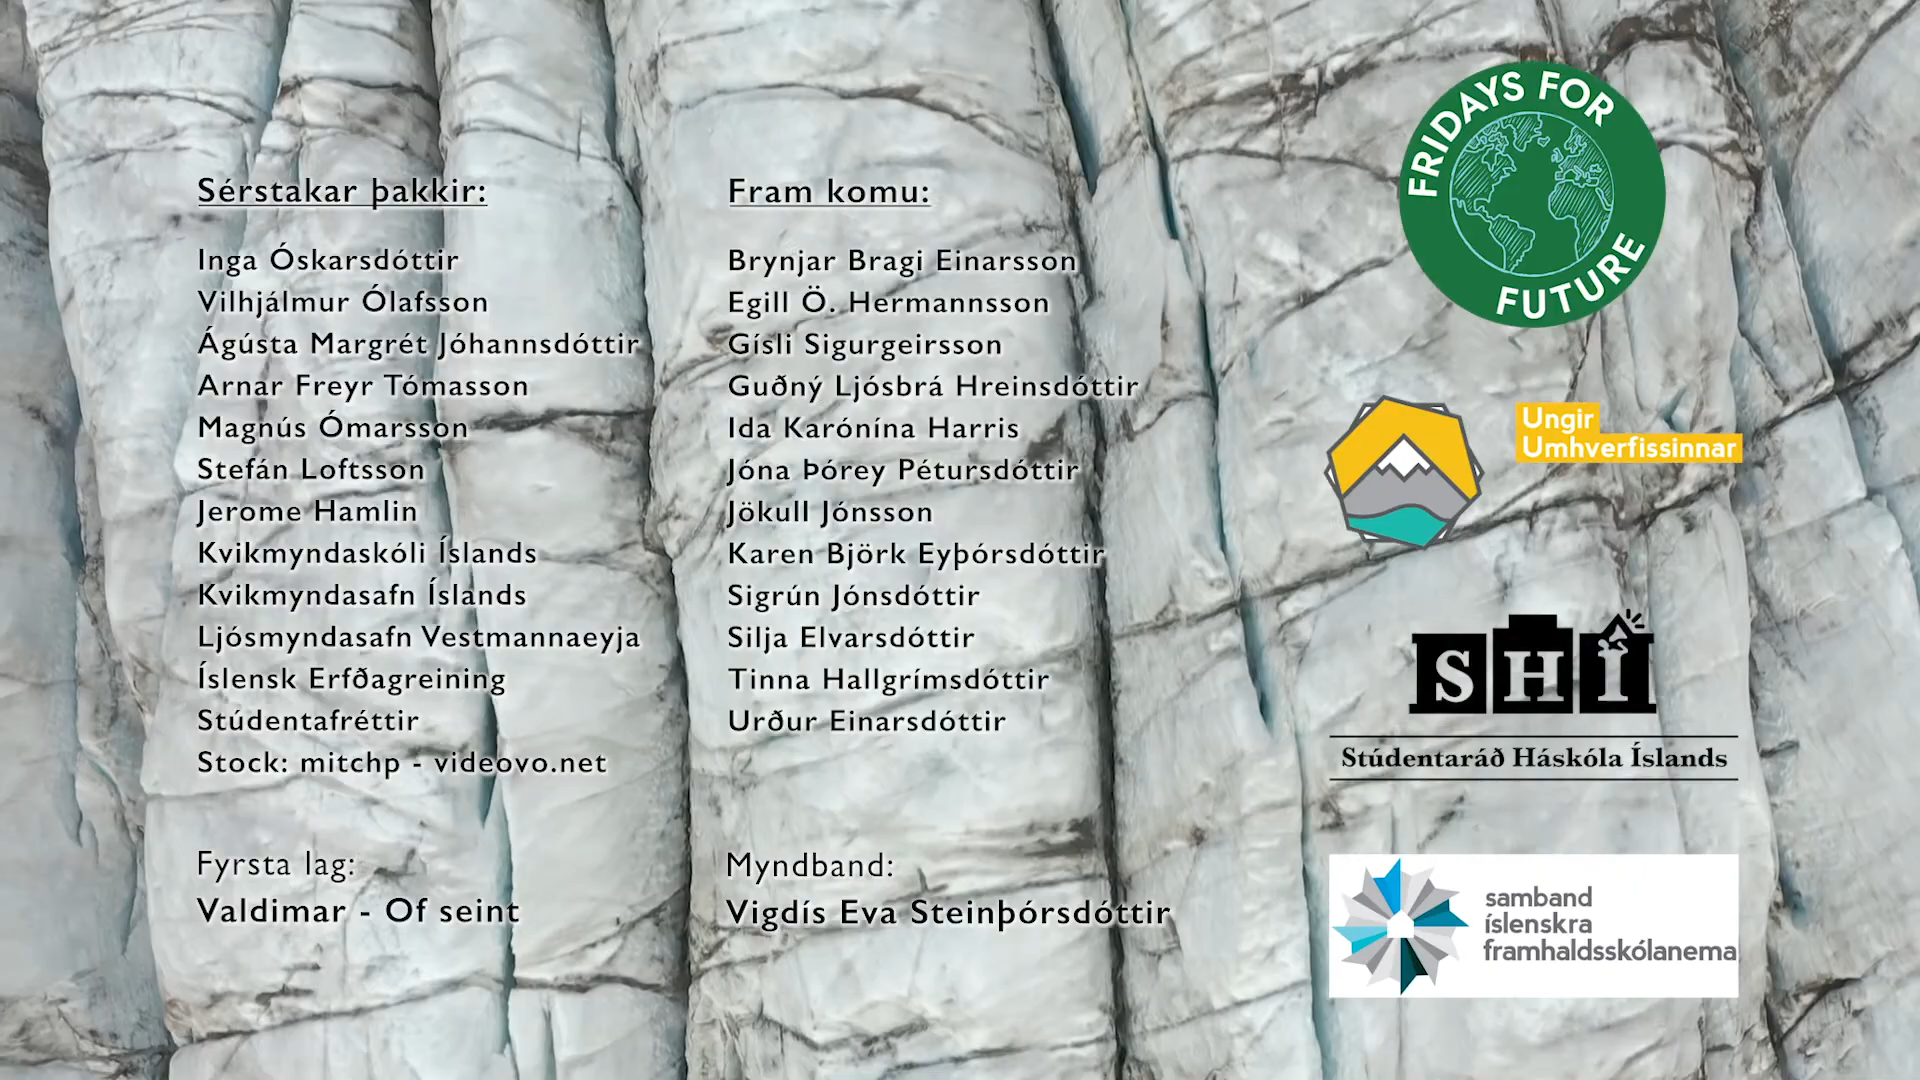 Sérstakar þakkir:
Inga Óskarsdóttir
Vilhjálmur Ólafsson
Ágústa Margrét Jóhannsdóttir
Arnar Freyr Tómasson
Magnús Ómarsson
Stefán Loftsson
Jerome Hamlin
Kvikmyndaskóli Íslands
Kvikmyndasafn Íslands
Ljósmyndasafn Vestmannaeyja
Íslensk Erfðagreining
Stúdentafréttir
Stock: mitchp - videovo.net
Fyrsta lag:
Valdimar - Of seint
Fram komu:
Brynjar Bragi Einarsson
Egill Ö. Hermannsson
Gísli Sigurgeirsson
Guðný Ljósbrá Hreinsdóttir
Ida Karónína Harris
Jóna Þórey Pétursdóttir
Jökull Jónsson
Karen Björk Eyþórsdóttir
Sigrún Jónsdóttir
Silja Elvarsdóttir
Tinna Hallgrímsdóttir
Urður Einarsdóttir
Myndband:
Vigdís Eva Steinþórsdóttir
FRIDAYS FOR
FUTURE
Ungir
Umhverfissinnar
SHÍ
Stúdentaráð Háskóla Íslands
samband
íslenskra
framhaldsskólanema